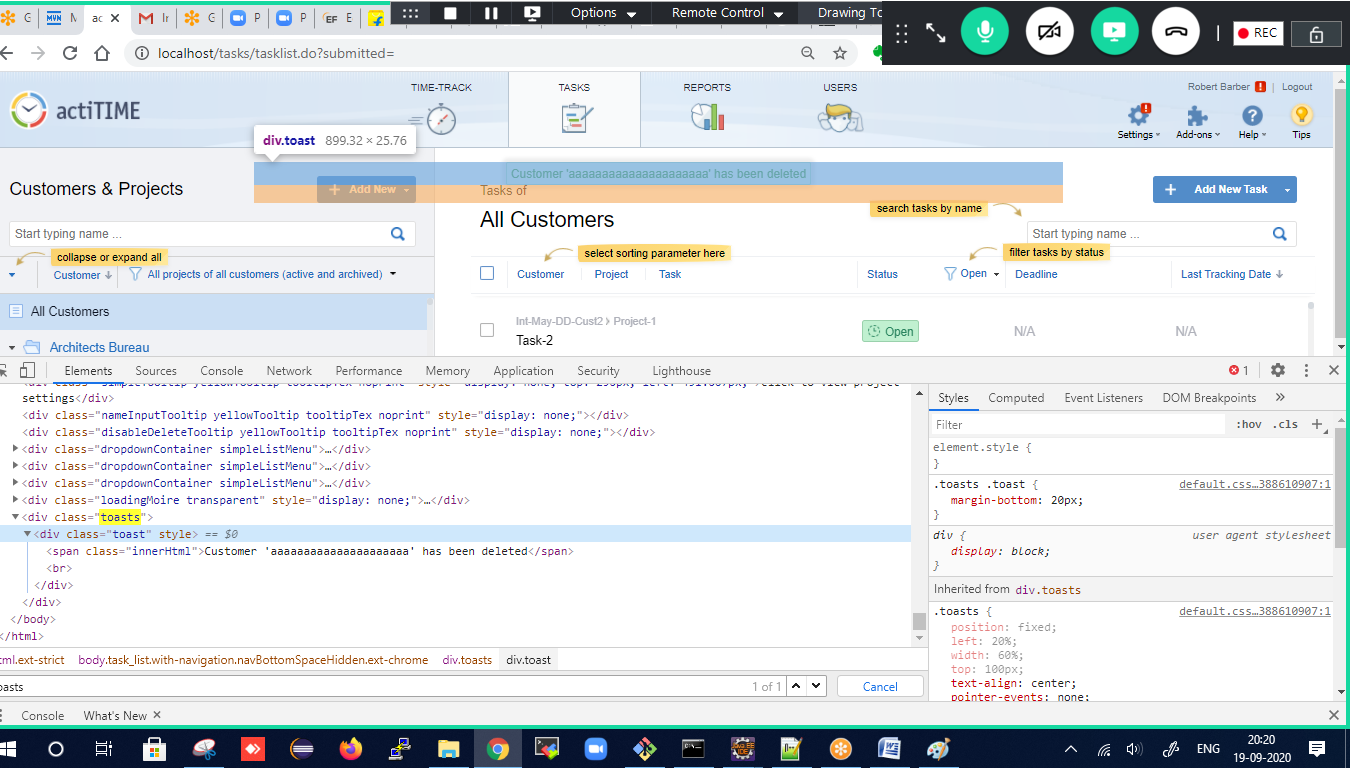 G
M
ac
Ir
G
P
P
E
Options
Remote Control
REC
localhost/tasks/tasklist.do?submitted=
actiTIME
TIME-TRACK
TASKS
REPORTS
USERS
Robert Barber
Logout
Settings
Add-ons
Help
Tips
div.toast 899.32 × 25.76
Customer 'aaaaaaaaaaaaaaaaaaaaa' has been deleted
Customers & Projects
Add New
Tasks of
Add New Task
All Customers
search tasks by name
Start typing name ...
Start typing name ...
collapse or expand all
select sorting parameter here
filter tasks by status
Customer
All projects of all customers (active and archived)
Customer
Project
Task
Status
Open
Deadline
Last Tracking Date
All Customers
Int-May-DD-Cust2 › Project-1
Task-2
Open
N/A
N/A
Architects Bureau
Elements
Sources
Console
Network
Performance
Memory
Application
Security
Lighthouse
1
settings</div>
<div class="nameInputTooltip yellowTooltip tooltipTex noprint" style="display: none;"></div>
<div class="disableDeleteTooltip yellowTooltip tooltipTex noprint" style="display: none;"></div>
<div class="dropdownContainer simpleListMenu">…</div>
<div class="dropdownContainer simpleListMenu">…</div>
<div class="dropdownContainer simpleListMenu">…</div>
<div class="loadingMoire transparent" style="display: none;">…</div>
<div class="toasts">
<div class="toast" style> == $0
<span class="innerHtml">Customer 'aaaaaaaaaaaaaaaaaaaaa' has been deleted</span>
<br>
</div>
</div>
</body>
</html>
tml.ext-strict
body.task_list.with-navigation.navBottomSpaceHidden.ext-chrome
div.toasts
div.toast
oasts
1 of 1
Cancel
Styles
Computed
Event Listeners
DOM Breakpoints
»
Filter
:hov .cls +
element.style {
}
.toasts .toast {
default.css…388610907:1
margin-bottom: 20px;
}
div {
user agent stylesheet
display: block;
}
Inherited from div.toasts
.toasts {
default.css…388610907:1
position: fixed;
left: 20%;
width: 60%;
top: 100px;
text-align: center;
pointer-events: none;
Console
What's New
ENG
20:20
19-09-2020